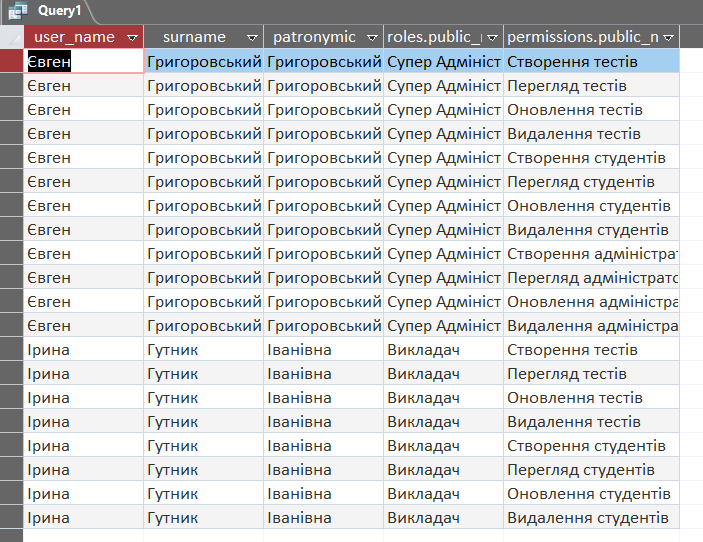 Query1
user_name surname patronymic roles.public_ permissions.public_n
Євген Григоровський Григоровський Супер Адмініст Створення тестів
Євген Григоровський Григоровський Супер Адмініст Перегляд тестів
Євген Григоровський Григоровський Супер Адмініст Оновлення тестів
Євген Григоровський Григоровський Супер Адмініст Видалення тестів
Євген Григоровський Григоровський Супер Адмініст Створення студентів
Євген Григоровський Григоровський Супер Адмініст Перегляд студентів
Євген Григоровський Григоровський Супер Адмініст Оновлення студентів
Євген Григоровський Григоровський Супер Адмініст Видалення студентів
Євген Григоровський Григоровський Супер Адмініст Створення адміністрат
Євген Григоровський Григоровський Супер Адмініст Перегляд адміністратс
Євген Григоровський Григоровський Супер Адмініст Оновлення адміністра
Євген Григоровський Григоровський Супер Адмініст Видалення адміністра
Ірина Гутник Іванівна Викладач Створення тестів
Ірина Гутник Іванівна Викладач Перегляд тестів
Ірина Гутник Іванівна Викладач Оновлення тестів
Ірина Гутник Іванівна Викладач Видалення тестів
Ірина Гутник Іванівна Викладач Створення студентів
Ірина Гутник Іванівна Викладач Перегляд студентів
Ірина Гутник Іванівна Викладач Оновлення студентів
Ірина Гутник Іванівна Викладач Видалення студентів